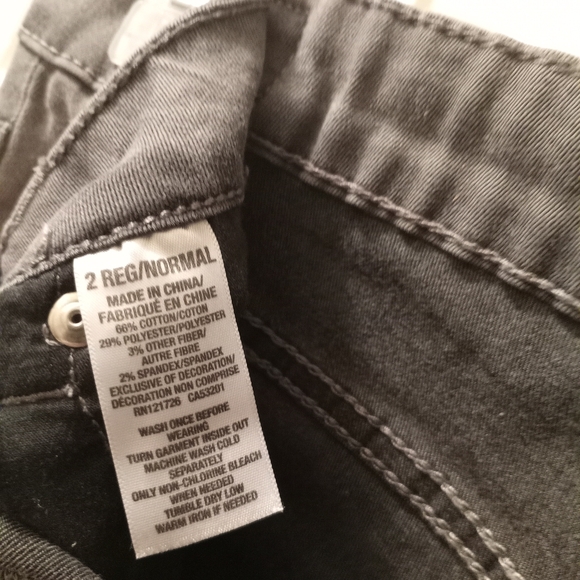 2 REG/NORMAL
MADE IN CHINA/
FABRIQUÉ EN CHINE
66% COTTON/COTON
29% POLYESTER/POLYESTER
3% OTHER FIBER/
AUTRE FIBRE
2% SPANDEX/SPANDEX
EXCLUSIVE OF DECORATION/
DÉCORATION NON COMPRISE
RN121726 CA53201
WASH ONCE BEFORE
WEARING
TURN GARMENT INSIDE OUT
MACHINE WASH COLD
SEPARATELY
ONLY NON-CHLORINE BLEACH
WHEN NEEDED
TUMBLE DRY LOW
WARM IRON IF NEEDED